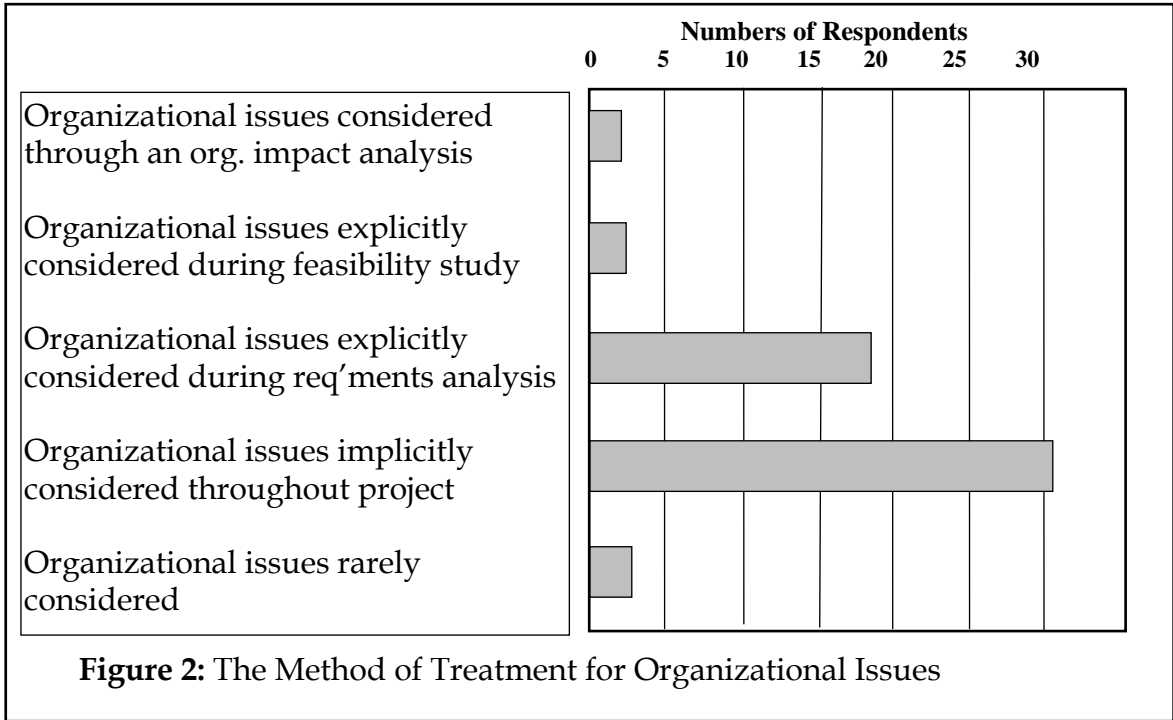 Numbers of Respondents
0 5 10 15 20 25 30
Organizational issues considered
through an org. impact analysis
Organizational issues explicitly
considered during feasibility study
Organizational issues explicitly
considered during req’ments analysis
Organizational issues implicitly
considered throughout project
Organizational issues rarely
considered
Figure 2: The Method of Treatment for Organizational Issues